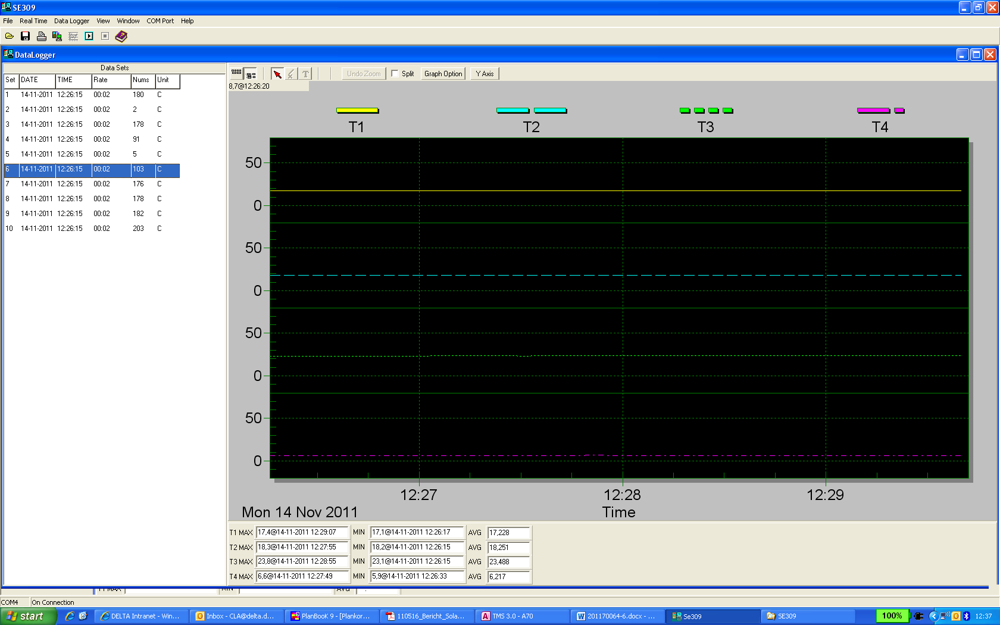 SE309
File Real Time Data Logger View Window COM Port Help
DataLogger
Data Sets
Set DATE TIME Rate Nums Unit
1 14-11-2011 12:26:15 00:02 180 C
2 14-11-2011 12:26:15 00:02 2 C
3 14-11-2011 12:26:15 00:02 178 C
4 14-11-2011 12:26:15 00:02 91 C
5 14-11-2011 12:26:15 00:02 5 C
6 14-11-2011 12:26:15 00:02 103 C
7 14-11-2011 12:26:15 00:02 176 C
8 14-11-2011 12:26:15 00:02 178 C
9 14-11-2011 12:26:15 00:02 182 C
10 14-11-2011 12:26:15 00:02 203 C
T Undo Zoom Split Graph Option Y Axis
8,7@12:26:20
T1 T2 T3 T4
50
0
50
0
50
0
50
0
12:27 12:28 12:29
Mon 14 Nov 2011 Time
T1 MAX 17,4@14-11-2011 12:29:07 MIN 17,1@14-11-2011 12:26:17 AVG 17,228
T2 MAX 18,3@14-11-2011 12:27:55 MIN 18,2@14-11-2011 12:26:15 AVG 18,251
T3 MAX 23,8@14-11-2011 12:28:55 MIN 23,1@14-11-2011 12:26:15 AVG 23,488
T4 MAX 6,6@14-11-2011 12:27:49 MIN 5,9@14-11-2011 12:26:33 AVG 6,217
COM4 On Connection
start DELTA Intranet - Win... Inbox - CLA@delta.d... PlanBooK 9 - [Plankor... 110516_Bericht_Sola... TMS 3.0 - A70 201170064-6.docx - ... Se309 SE309 100% 12:37